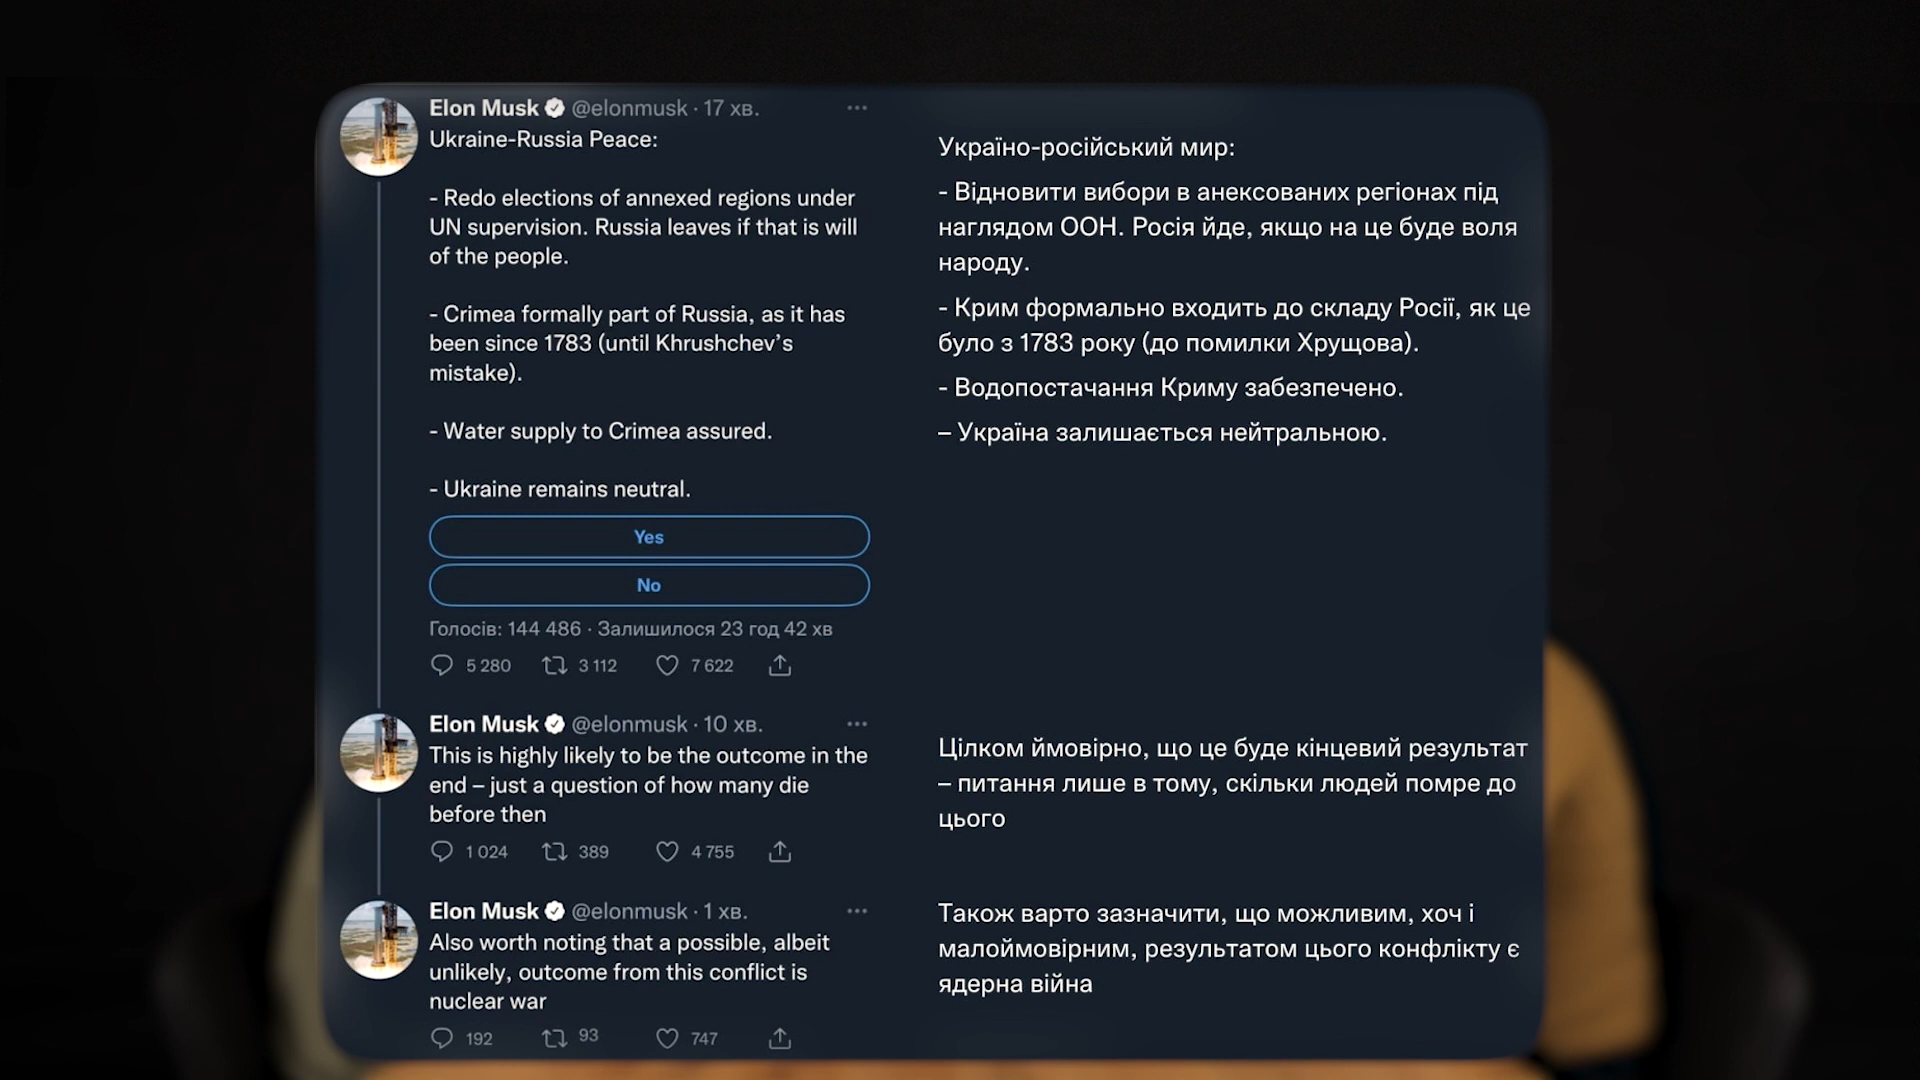 Elon Musk @elonmusk · 17 хв.
Ukraine-Russia Peace:
- Redo elections of annexed regions under
UN supervision. Russia leaves if that is will
of the people.
- Crimea formally part of Russia, as it has
been since 1783 (until Khrushchev’s
mistake).
- Water supply to Crimea assured.
- Ukraine remains neutral.
Yes
No
Голосів: 144 486 · Залишилося 23 год 42 хв
5 280 3 112 7 622
Українo-російський мир:
- Відновити вибори в анексованих регіонах під
наглядом ООН. Росія йде, якщо на це буде воля
народу.
- Крим формально входить до складу Росії, як це
було з 1783 року (до помилки Хрущова).
- Водопостачання Криму забезпечено.
– Україна залишається нейтральною.
Elon Musk @elonmusk · 10 хв.
This is highly likely to be the outcome in the
end – just a question of how many die
before then
1 024 389 4 755
Цілком ймовірно, що це буде кінцевий результат
– питання лише в тому, скільки людей помре до
цього
Elon Musk @elonmusk · 1 хв.
Also worth noting that a possible, albeit
unlikely, outcome from this conflict is
nuclear war
192 93 747
Також варто зазначити, що можливим, хоч і
малоймовірним, результатом цього конфлікту є
ядерна війна